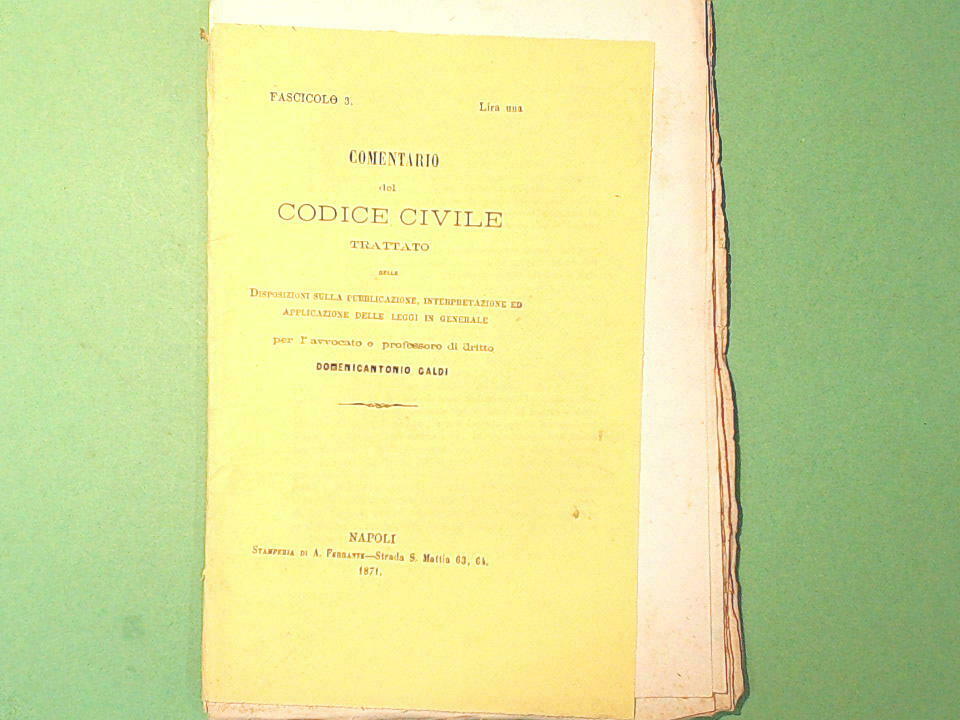 FASCICOLO 3.
Lira una
COMENTARIO
del
CODICE CIVILE
TRATTATO
DELLE
DISPOSIZIONI SULLA PUBBLICAZIONE, INTERPRETAZIONE ED
APPLICAZIONE DELLE LEGGI IN GENERALE
per l'avvocato e professore di dritto
DOMENICANTONIO GALDI
NAPOLI
STAMPERIA DI A. FERRANTE—Strada S. Mattia 63, 64.
1871.